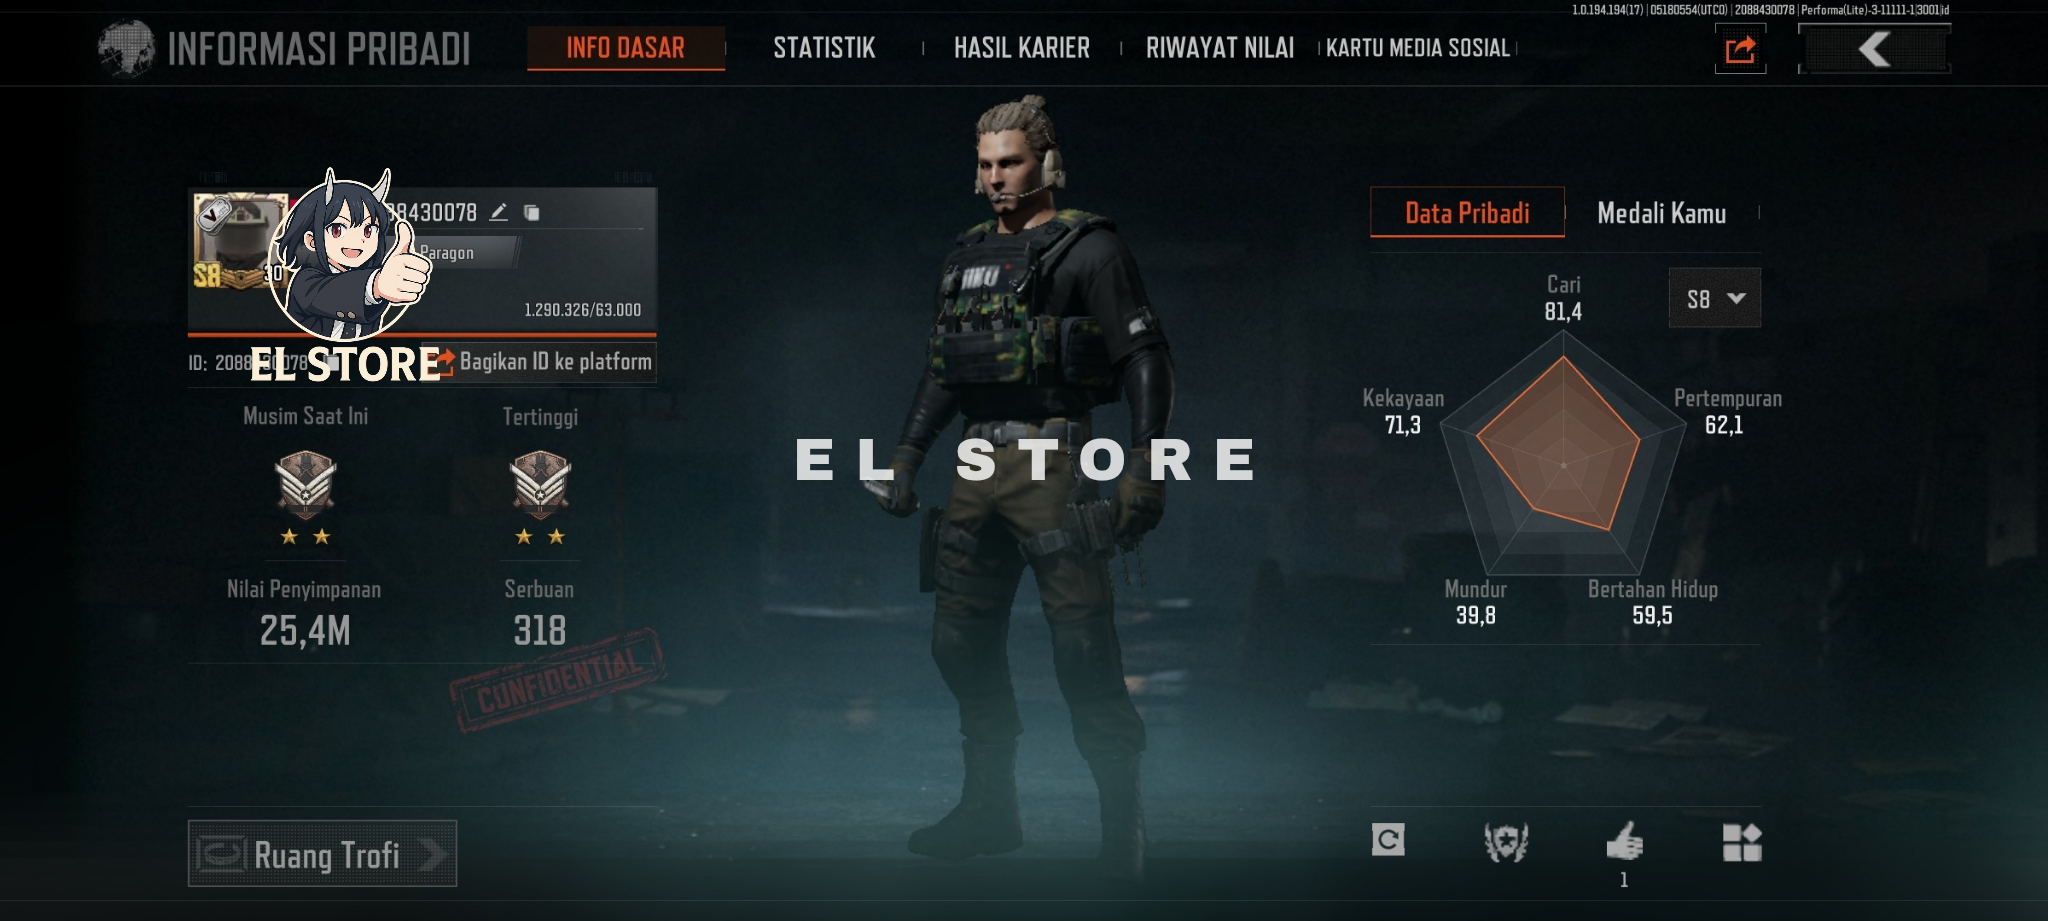 1.0.194.194(17) | 05180554(UTC0) | 2088430078 | Performa(Lite)-3-11111-1|3001|id
INFORMASI PRIBADI
INFO DASAR
STATISTIK
HASIL KARIER
RIWAYAT NILAI
KARTU MEDIA SOSIAL
88430078
Paragon
S8
30
1.290.326/63.000
ID: 2088430078
EL STORE
Bagikan ID ke platform
Musim Saat Ini
Tertinggi
Nilai Penyimpanan
25,4M
Serbuan
318
CONFIDENTIAL
Ruang Trofi
EL STORE
Data Pribadi
Medali Kamu
S8
Cari
81,4
Kekayaan
71,3
Pertempuran
62,1
Mundur
39,8
Bertahan Hidup
59,5
1